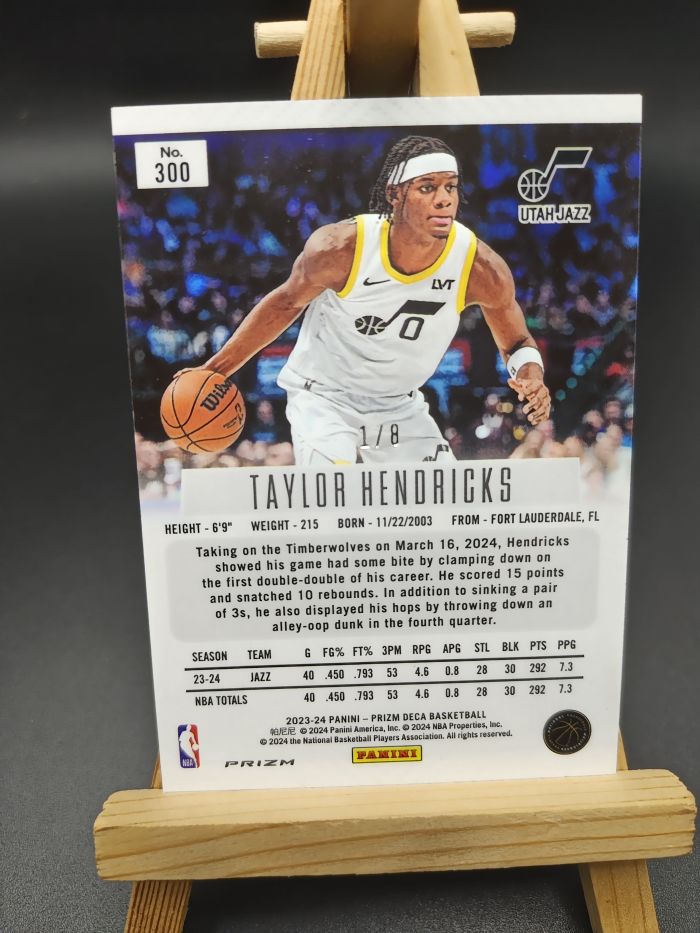 No.
300
UTAH JAZZ
LVT
0
Wilson
1/8
TAYLOR HENDRICKS
HEIGHT - 6'9" WEIGHT - 215 BORN - 11/22/2003 FROM - FORT LAUDERDALE, FL
Taking on the Timberwolves on March 16, 2024, Hendricks
showed his game had some bite by clamping down on
the first double-double of his career. He scored 15 points
and snatched 10 rebounds. In addition to sinking a pair
of 3s, he also displayed his hops by throwing down an
alley-oop dunk in the fourth quarter.
SEASON TEAM G FG% FT% 3PM RPG APG STL BLK PTS PPG
23-24 JAZZ 40 .450 .793 53 4.6 0.8 28 30 292 7.3
NBA TOTALS 40 .450 .793 53 4.6 0.8 28 30 292 7.3
2023-24 PANINI – PRIZM DECA BASKETBALL
帕尼尼 © 2024 Panini America, Inc. © 2024 NBA Properties, Inc.
© 2024 the National Basketball Players Association. All rights reserved.
NBA
PRIZM
PANINI